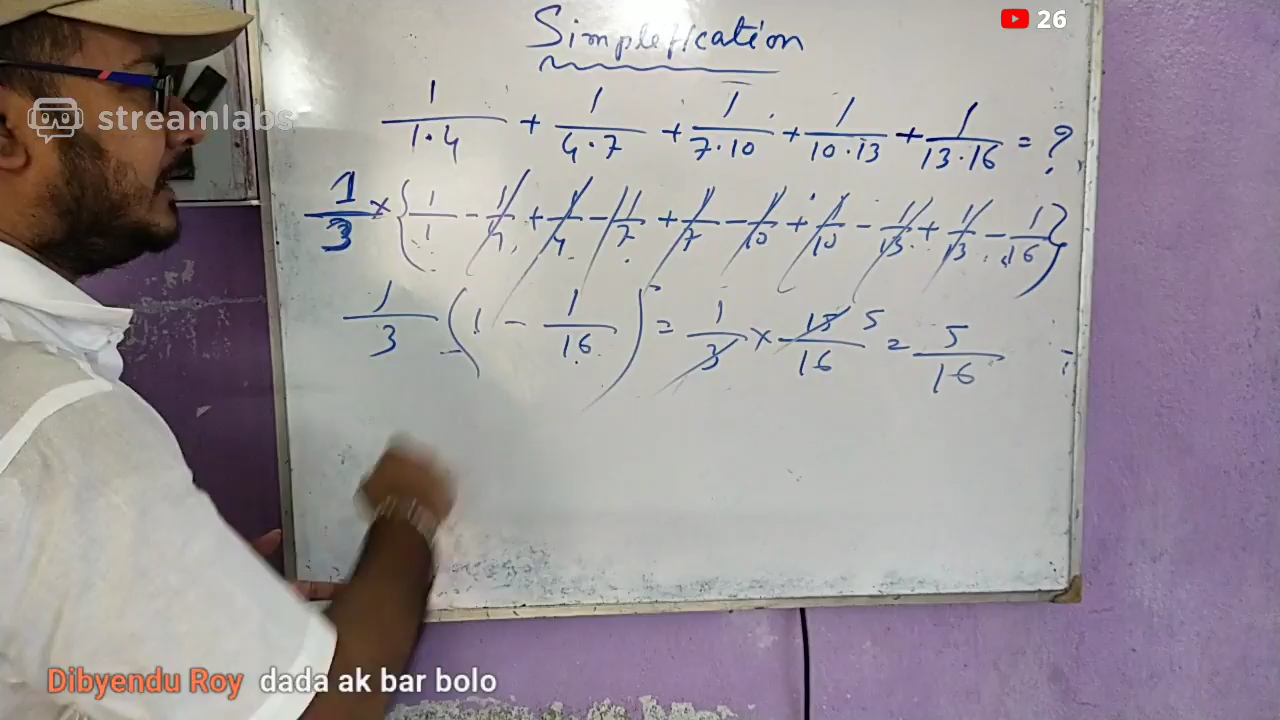 26
streamlabs
Simplefication
1/(1·4) + 1/(4·7) + 1/(7·10) + 1/(10·13) + 1/(13·16) = ?
1/3 × {1/1 - 1/4 + 1/4 - 1/7 + 1/7 - 1/10 + 1/10 - 1/13 + 1/13 - 1/16}
1/3 (1 - 1/16) = 1/3 × 15/16 5 = 5/16
Dibyendu Roy dada ak bar bolo